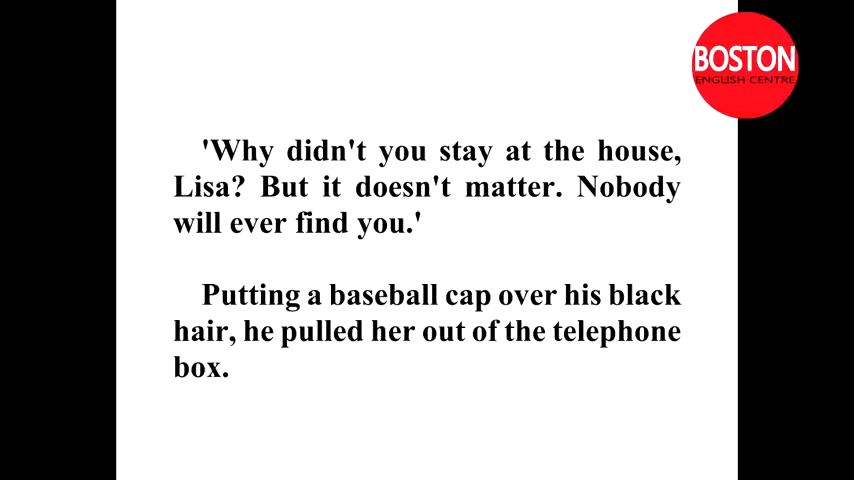 BOSTON
ENGLISH CENTRE
'Why didn't you stay at the house,
Lisa? But it doesn't matter. Nobody
will ever find you.'
Putting a baseball cap over his black
hair, he pulled her out of the telephone
box.